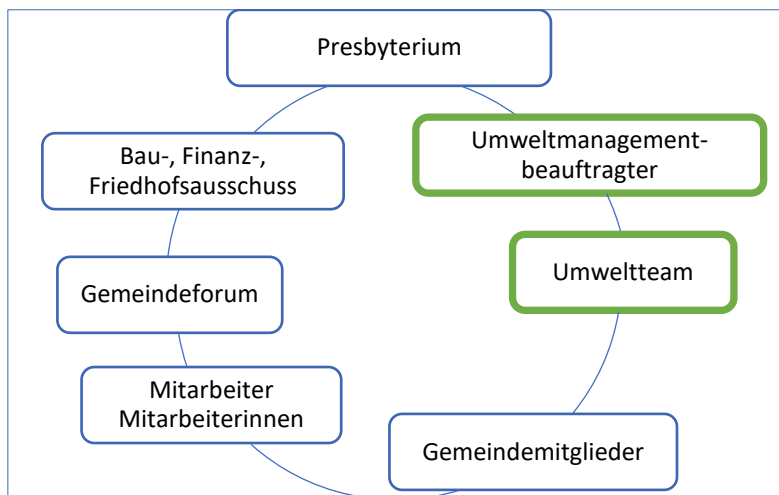 Presbyterium
Bau-, Finanz-,
Friedhofsausschuss
Umweltmanagement-
beauftragter
Gemeindeforum
Umweltteam
Mitarbeiter
Mitarbeiterinnen
Gemeindemitglieder